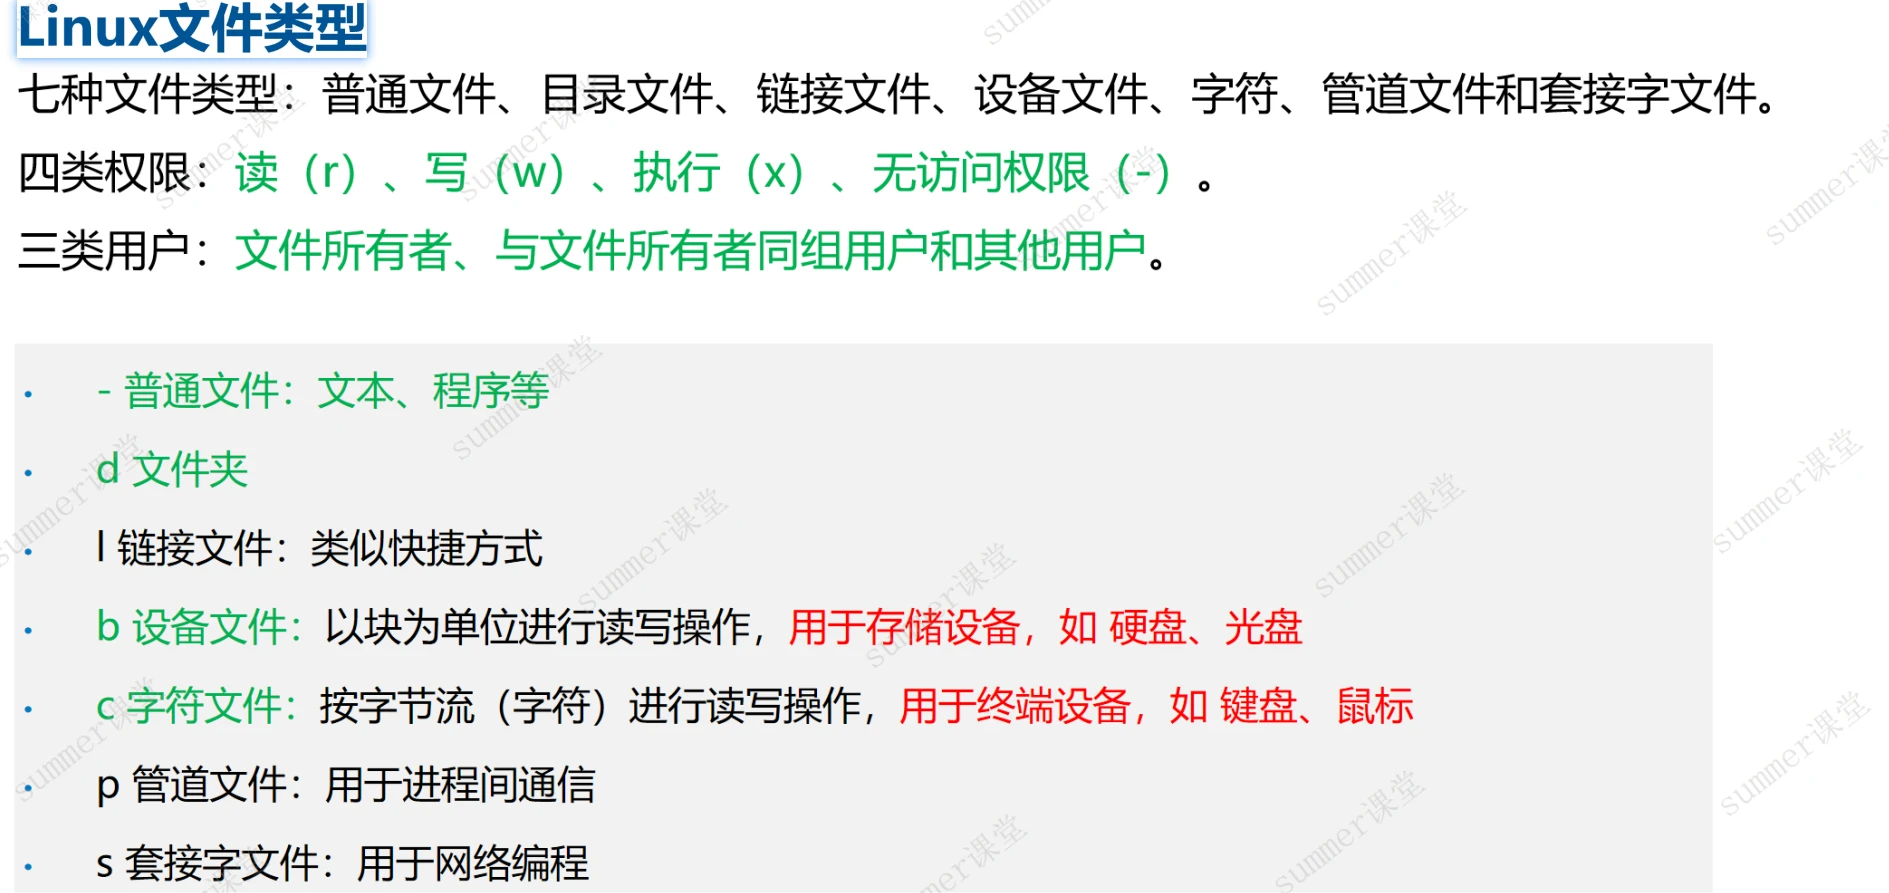 Linux文件类型
七种文件类型：普通文件、目录文件、链接文件、设备文件、字符、管道文件和套接字文件。
四类权限：读（r）、写（w）、执行（x）、无访问权限（-）。
三类用户：文件所有者、与文件所有者同组用户和其他用户。
• - 普通文件：文本、程序等
• d 文件夹
• l 链接文件：类似快捷方式
• b 设备文件：以块为单位进行读写操作，用于存储设备，如 硬盘、光盘
• c 字符文件：按字节流（字符）进行读写操作，用于终端设备，如 键盘、鼠标
• p 管道文件：用于进程间通信
• s 套接字文件：用于网络编程
summer课堂